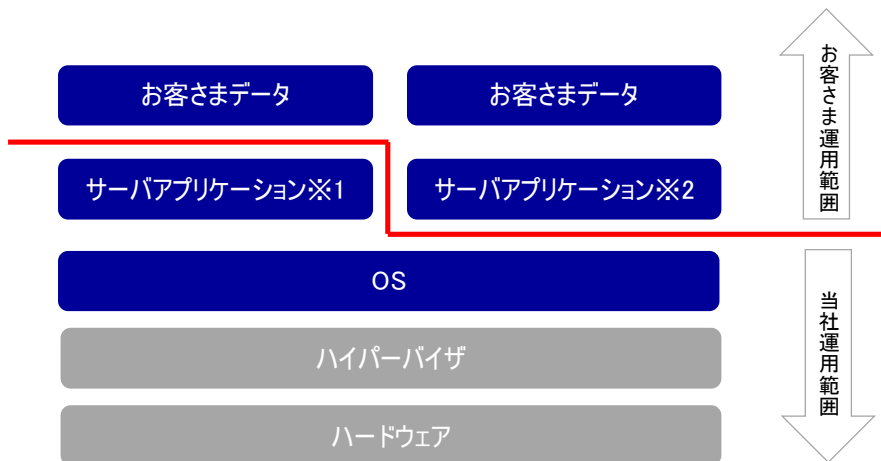 お客さまデータ
お客さまデータ
サーバアプリケーション※1
サーバアプリケーション※2
OS
ハイパーバイザ
ハードウェア
お客さま運用範囲
当社運用範囲